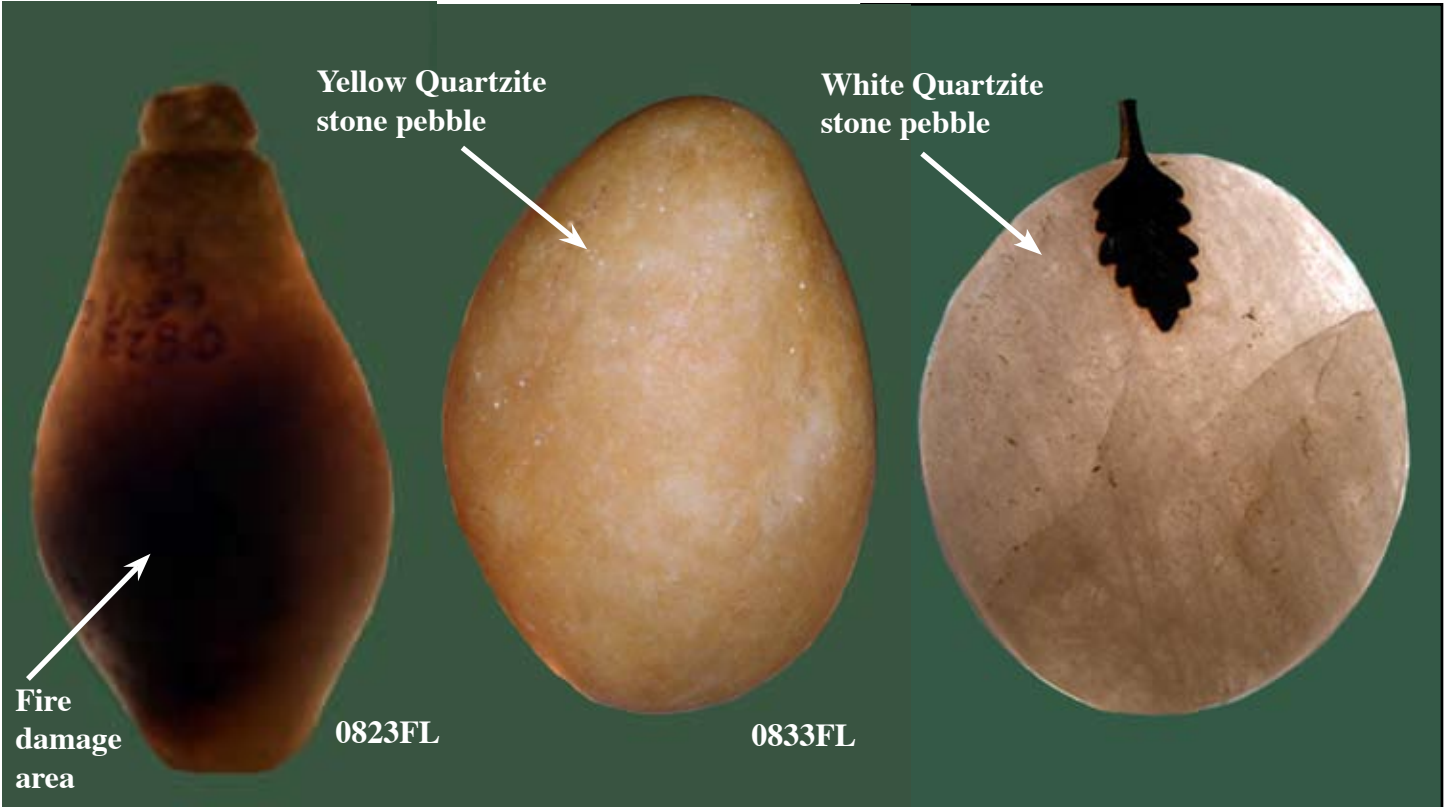 Yellow Quartzite
stone pebble
White Quartzite
stone pebble
Fire
damage
area
0823FL
0833FL